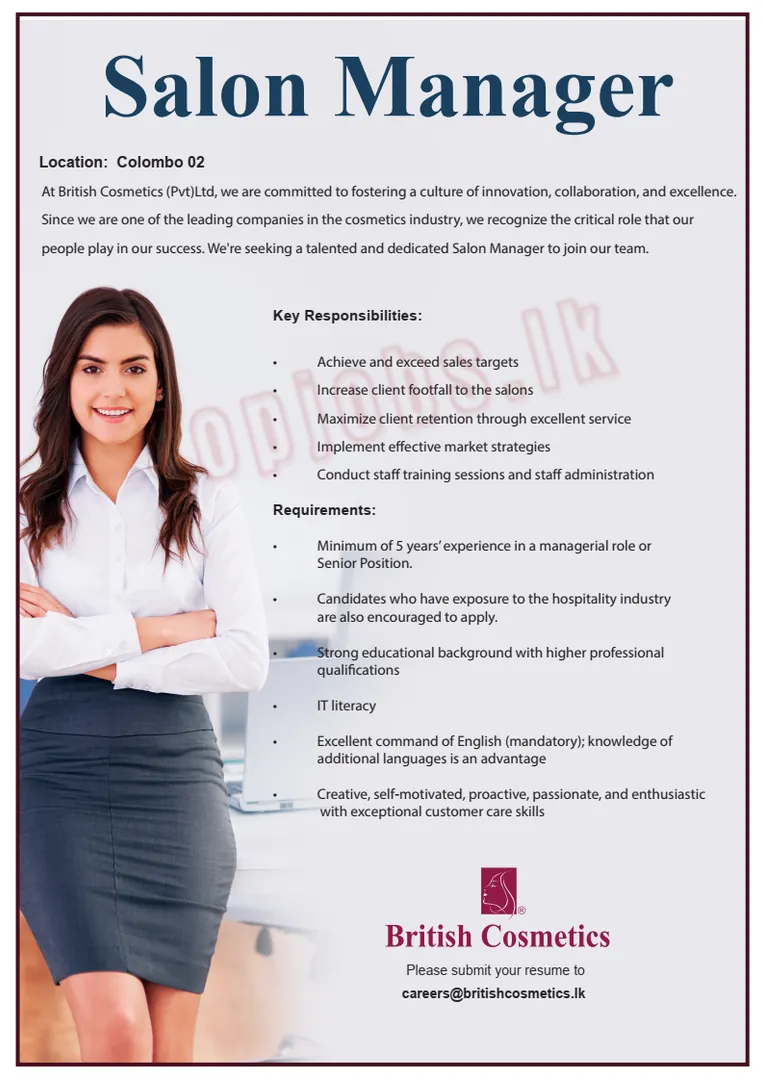 Salon Manager
Location: Colombo 02
At British Cosmetics (Pvt)Ltd, we are committed to fostering a culture of innovation, collaboration, and excellence.
Since we are one of the leading companies in the cosmetics industry, we recognize the critical role that our
people play in our success. We're seeking a talented and dedicated Salon Manager to join our team.
Key Responsibilities:
• Achieve and exceed sales targets
• Increase client footfall to the salons
• Maximize client retention through excellent service
• Implement effective market strategies
• Conduct staff training sessions and staff administration
opjobs.lk
Requirements:
• Minimum of 5 years' experience in a managerial role or
Senior Position.
• Candidates who have exposure to the hospitality industry
are also encouraged to apply.
• Strong educational background with higher professional
qualifications
• IT literacy
• Excellent command of English (mandatory); knowledge of
additional languages is an advantage
• Creative, self-motivated, proactive, passionate, and enthusiastic
with exceptional customer care skills
®
British Cosmetics
Please submit your resume to
careers@britishcosmetics.lk